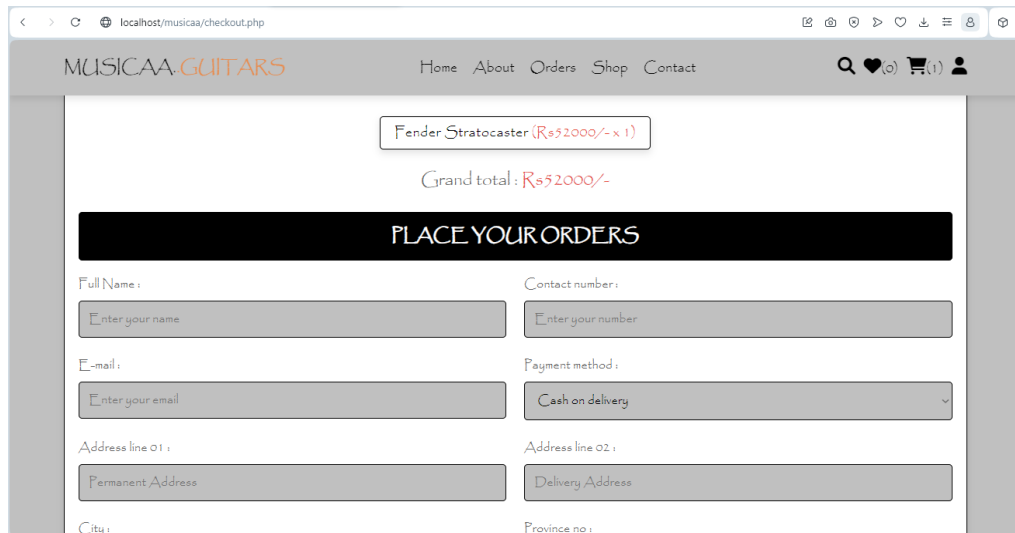 localhost/musicaa/checkout.php
MUSICAA-GUITARS Home About Orders Shop Contact (0) (1)
Fender Stratocaster (Rs52000/- x 1)
Grand total : Rs52000/-
PLACE YOUR ORDERS
Full Name : Contact number :
Enter your name Enter your number
E-mail : Payment method :
Enter your email Cash on delivery
Address line 01 : Address line 02 :
Permanent Address Delivery Address
City : Province no :